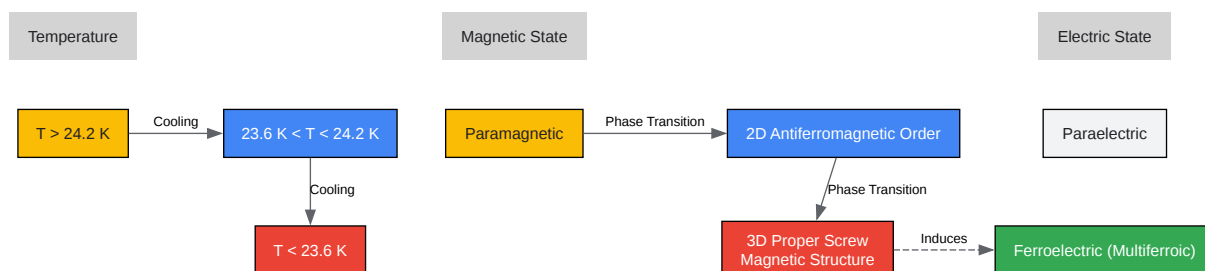 Temperature
Magnetic State
Electric State
T > 24.2 K
Cooling
23.6 K < T < 24.2 K
Paramagnetic
Phase Transition
2D Antiferromagnetic Order
Paraelectric
Cooling
Phase Transition
T < 23.6 K
3D Proper Screw
Magnetic Structure
Induces
Ferroelectric (Multiferroic)